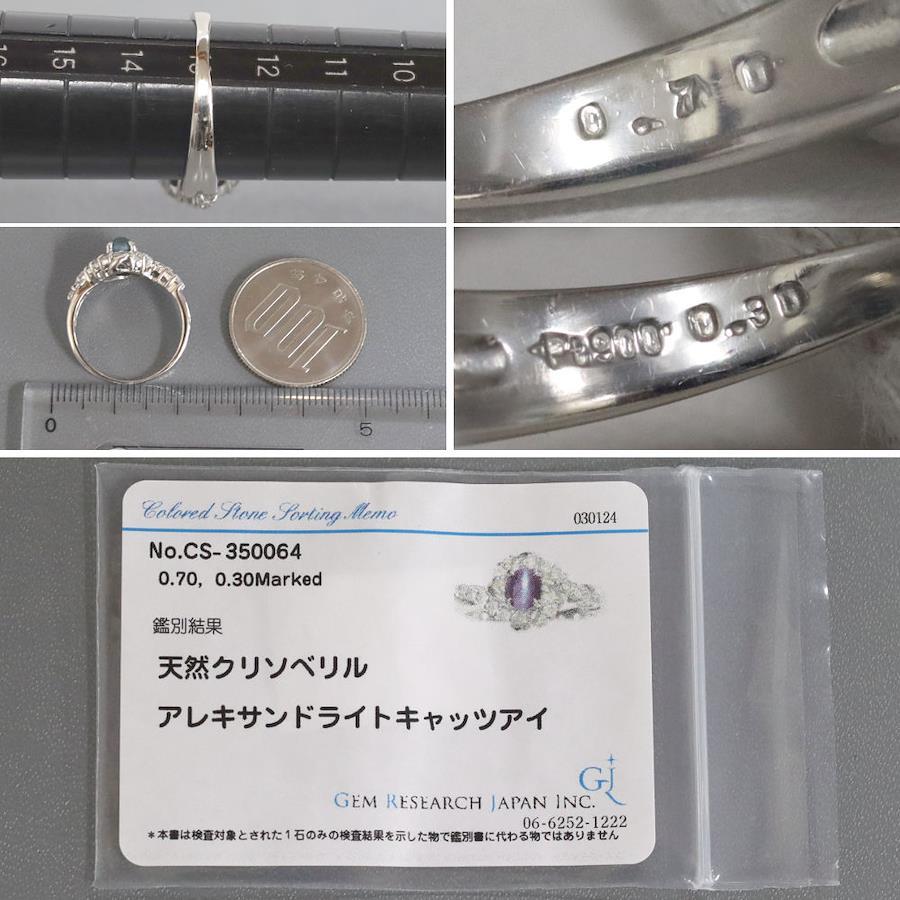 16 15 14 13 12 11 10
0.70
100
0 5
Pt900 0.30
Colored Stone Sorting Memo
030124
No.CS-350064
0.70, 0.30Marked
鑑別結果
天然クリソベリル
アレキサンドライトキャッツアイ
GJ
GEM RESEARCH JAPAN INC.
06-6252-1222
*本書は検査対象とされた1石のみの検査結果を示した物で鑑別書に代わる物ではありません